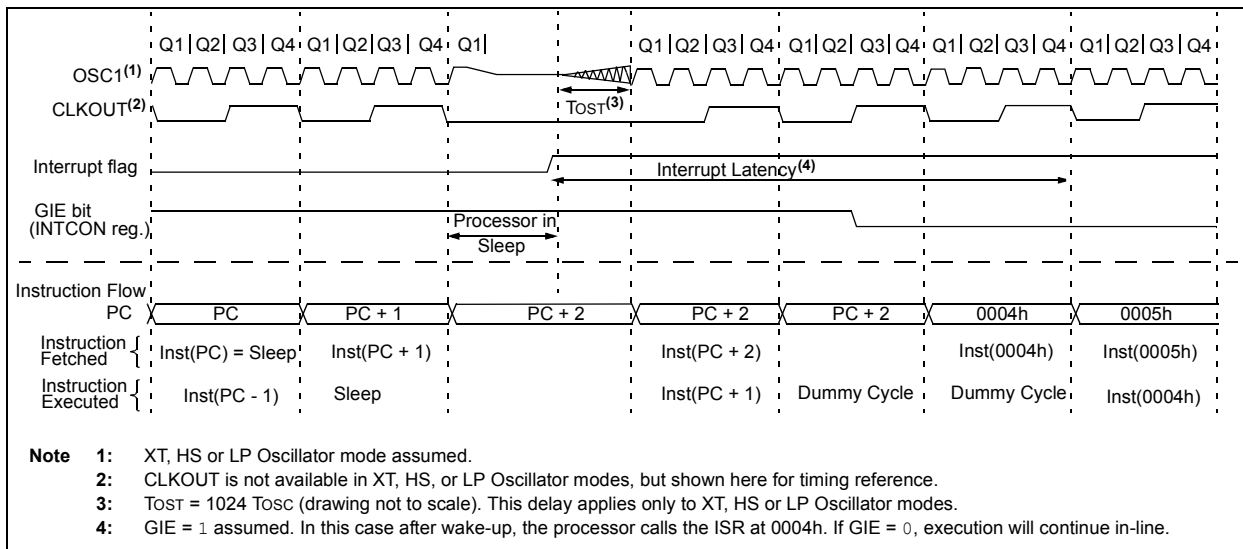 Q1 Q2 Q3 Q4 Q1 Q2 Q3 Q4 Q1 Q1 Q2 Q3 Q4 Q1 Q2 Q3 Q4 Q1 Q2 Q3 Q4 Q1 Q2 Q3 Q4
OSC1(1)
TOST(3)
CLKOUT(2)
Interrupt flag
Interrupt Latency(4)
GIE bit
(INTCON reg.)
Processor in
Sleep
Instruction Flow
PC PC PC + 1 PC + 2 PC + 2 PC + 2 0004h 0005h
Instruction
Fetched { Inst(PC) = Sleep Inst(PC + 1) Inst(PC + 2) Inst(0004h) Inst(0005h)
Instruction
Executed { Inst(PC - 1) Sleep Inst(PC + 1) Dummy Cycle Dummy Cycle Inst(0004h)
Note 1: XT, HS or LP Oscillator mode assumed.
2: CLKOUT is not available in XT, HS, or LP Oscillator modes, but shown here for timing reference.
3: TOST = 1024 TOSC (drawing not to scale). This delay applies only to XT, HS or LP Oscillator modes.
4: GIE = 1 assumed. In this case after wake-up, the processor calls the ISR at 0004h. If GIE = 0, execution will continue in-line.